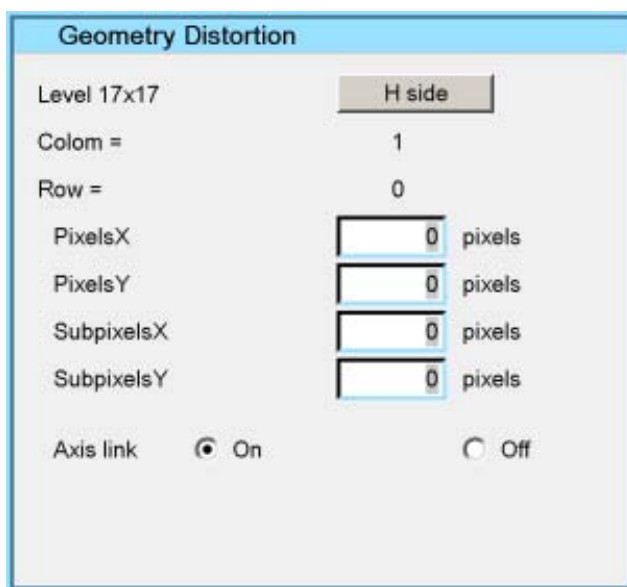 Geometry Distortion
Level 17x17 H side
Colom = 1
Row = 0
PixelsX 0 pixels
PixelsY 0 pixels
SubpixelsX 0 pixels
SubpixelsY 0 pixels
Axis link On Off